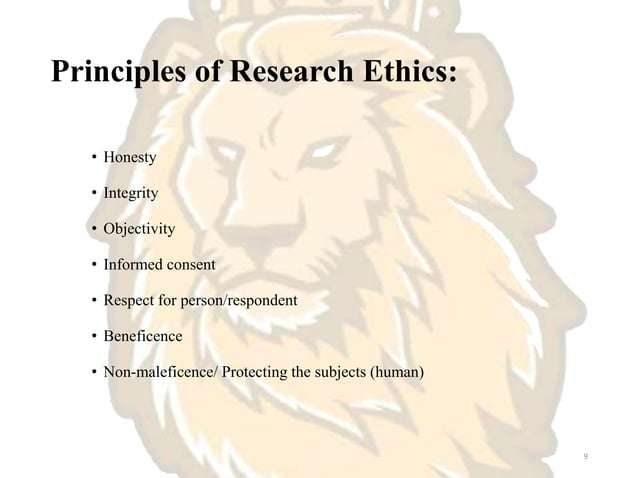 Principles of Research Ethics:
• Honesty
• Integrity
• Objectivity
• Informed consent
• Respect for person/respondent
• Beneficence
• Non-maleficence/ Protecting the subjects (human)
9